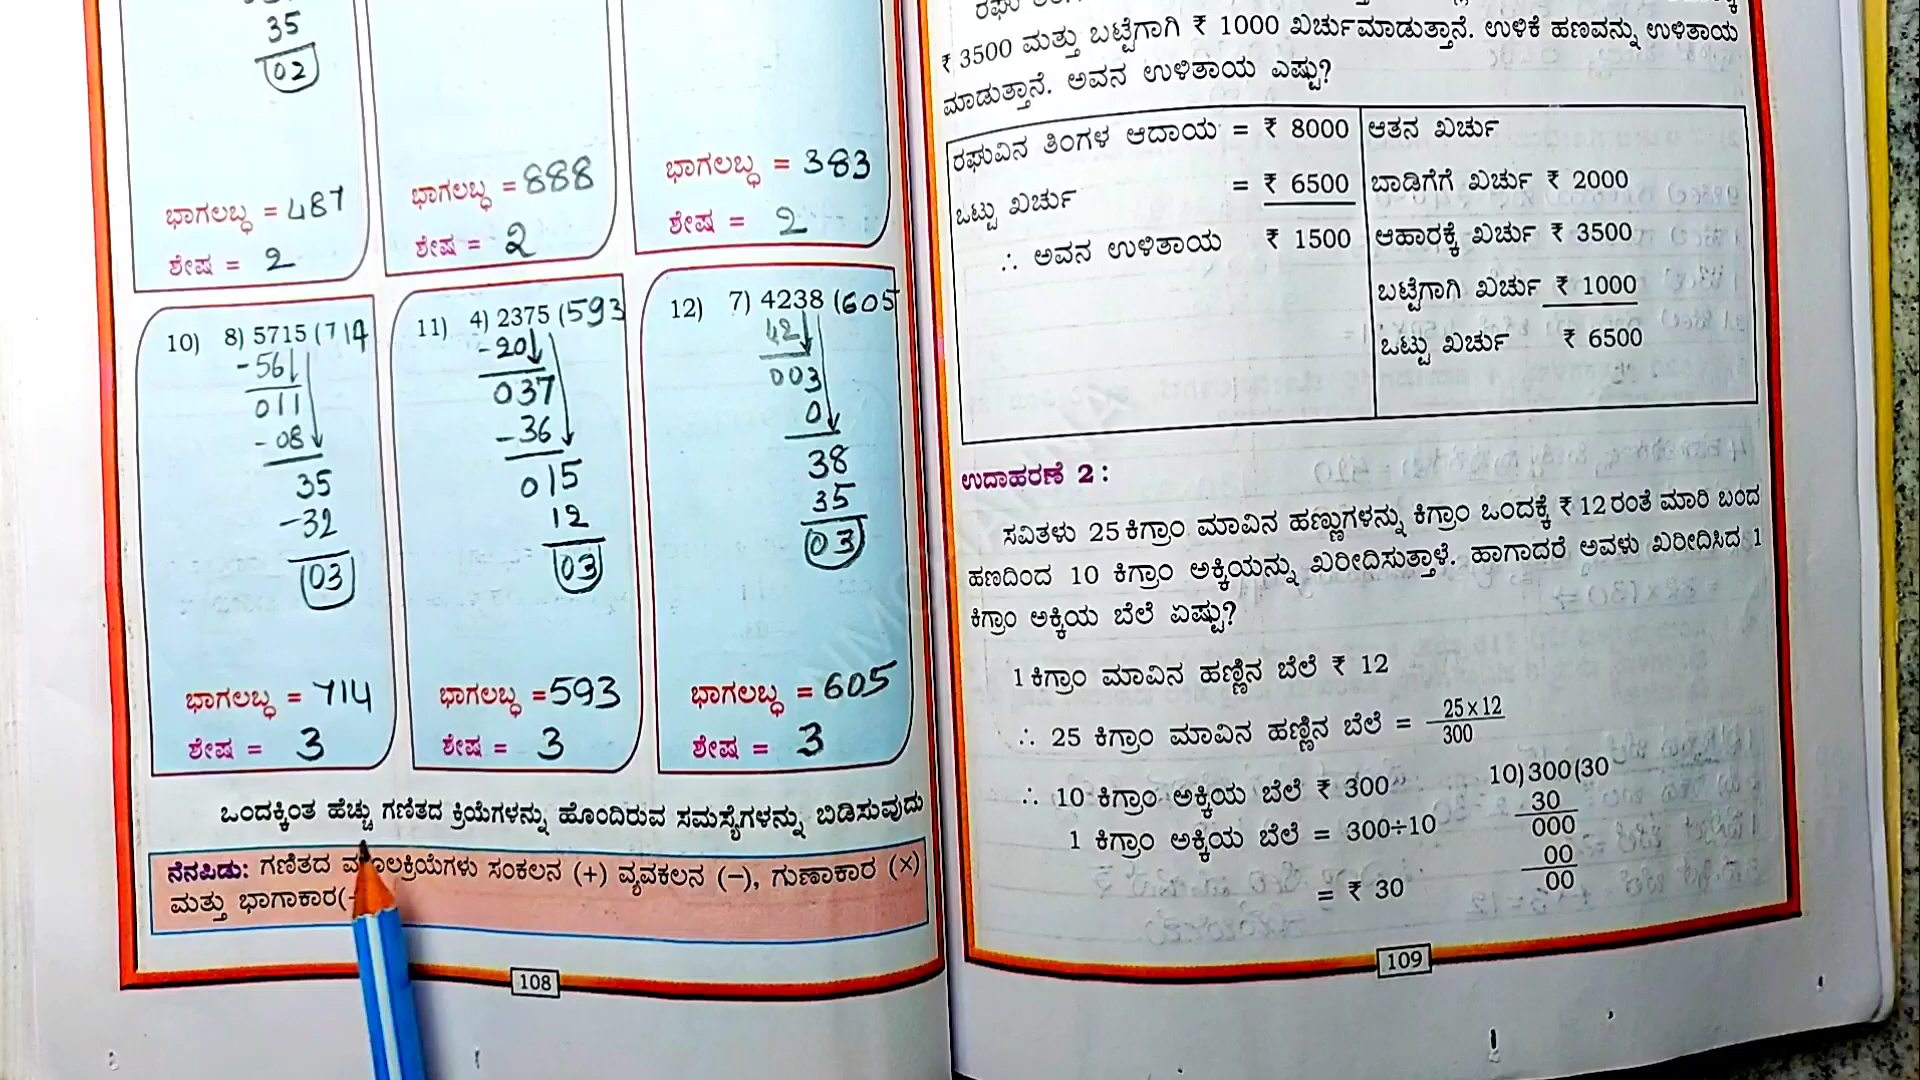 35
02
ಭಾಗಲಬ್ಧ = 487
ಶೇಷ = 2
ಭಾಗಲಬ್ಧ = 888
ಶೇಷ = 2
ಭಾಗಲಬ್ಧ = 383
ಶೇಷ = 2
10) 8) 5715 (714
-56
011
-08
35
-32
03
ಭಾಗಲಬ್ಧ = 714
ಶೇಷ = 3
11) 4) 2375 (593
-20
037
-36
015
12
03
ಭಾಗಲಬ್ಧ = 593
ಶೇಷ = 3
12) 7) 4238 (605
42
003
0
38
35
03
ಭಾಗಲಬ್ಧ = 605
ಶೇಷ = 3
ಒಂದಕ್ಕಿಂತ ಹೆಚ್ಚು ಗಣಿತದ ಕ್ರಿಯೆಗಳನ್ನು ಹೊಂದಿರುವ ಸಮಸ್ಯೆಗಳನ್ನು ಬಿಡಿಸುವುದು
ನೆನಪಿಡು: ಗಣಿತದ ಮೂಲಕ್ರಿಯೆಗಳು ಸಂಕಲನ (+) ವ್ಯವಕಲನ (−), ಗುಣಾಕಾರ (×)
ಮತ್ತು ಭಾಗಾಕಾರ(
108
₹ 3500 ಮತ್ತು ಬಟ್ಟೆಗಾಗಿ ₹ 1000 ಖರ್ಚುಮಾಡುತ್ತಾನೆ. ಉಳಿಕೆ ಹಣವನ್ನು ಉಳಿತಾಯ
ಮಾಡುತ್ತಾನೆ. ಅವನ ಉಳಿತಾಯ ಎಷ್ಟು?
ರಘುವಿನ ತಿಂಗಳ ಆದಾಯ = ₹ 8000
ಒಟ್ಟು ಖರ್ಚು = ₹ 6500
∴ ಅವನ ಉಳಿತಾಯ ₹ 1500
ಆತನ ಖರ್ಚು
ಬಾಡಿಗೆಗೆ ಖರ್ಚು ₹ 2000
ಆಹಾರಕ್ಕೆ ಖರ್ಚು ₹ 3500
ಬಟ್ಟೆಗಾಗಿ ಖರ್ಚು ₹ 1000
ಒಟ್ಟು ಖರ್ಚು ₹ 6500
ಉದಾಹರಣೆ 2 :
ಸವಿತಳು 25 ಕಿಗ್ರಾಂ ಮಾವಿನ ಹಣ್ಣುಗಳನ್ನು ಕಿಗ್ರಾಂ ಒಂದಕ್ಕೆ ₹ 12 ರಂತೆ ಮಾರಿ ಬಂದ
ಹಣದಿಂದ 10 ಕಿಗ್ರಾಂ ಅಕ್ಕಿಯನ್ನು ಖರೀದಿಸುತ್ತಾಳೆ. ಹಾಗಾದರೆ ಅವಳು ಖರೀದಿಸಿದ 1
ಕಿಗ್ರಾಂ ಅಕ್ಕಿಯ ಬೆಲೆ ಏಷ್ಟು?
1 ಕಿಗ್ರಾಂ ಮಾವಿನ ಹಣ್ಣಿನ ಬೆಲೆ ₹ 12
∴ 25 ಕಿಗ್ರಾಂ ಮಾವಿನ ಹಣ್ಣಿನ ಬೆಲೆ = 25 x 12
300
∴ 10 ಕಿಗ್ರಾಂ ಅಕ್ಕಿಯ ಬೆಲೆ ₹ 300
1 ಕಿಗ್ರಾಂ ಅಕ್ಕಿಯ ಬೆಲೆ = 300÷10
= ₹ 30
10)300(30
30
000
00
00
109